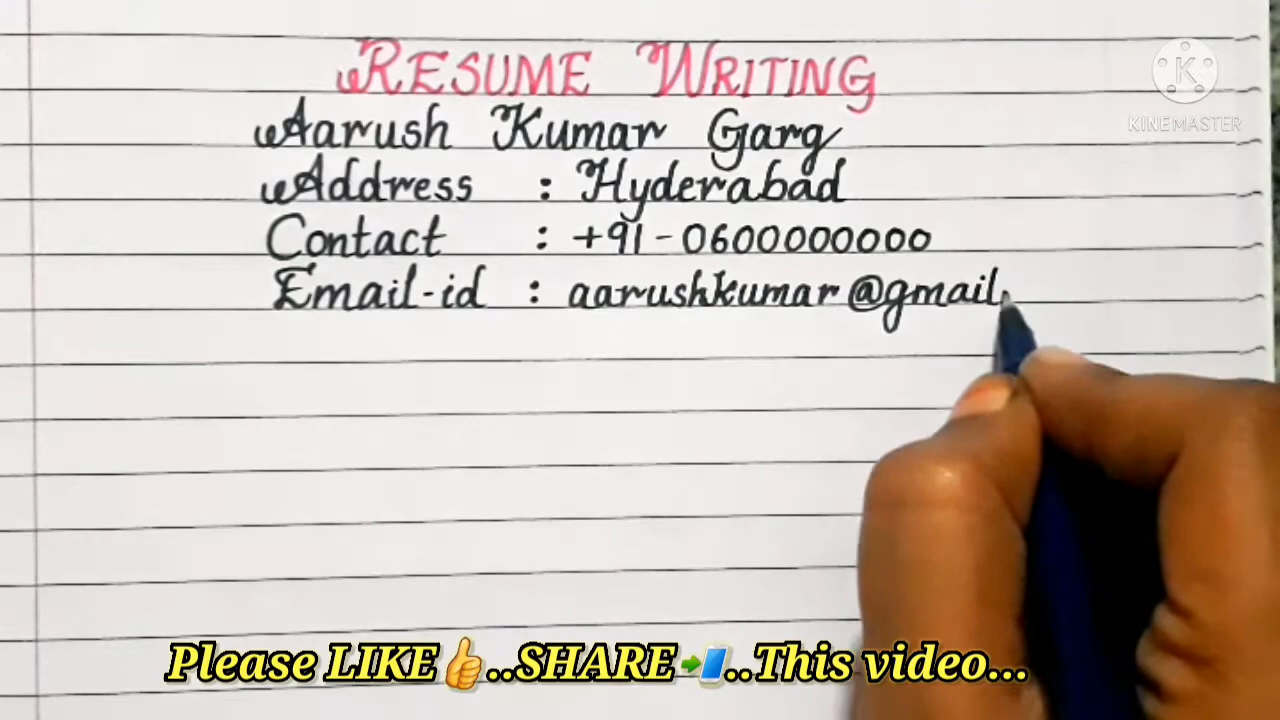 RESUME WRITING
K
KINEMASTER
Aarush Kumar Garg
Address : Hyderabad
Contact : +91-0600000000
Email-id : aarushkumar@gmail.
Please LIKE👍..SHARE📲..This video...